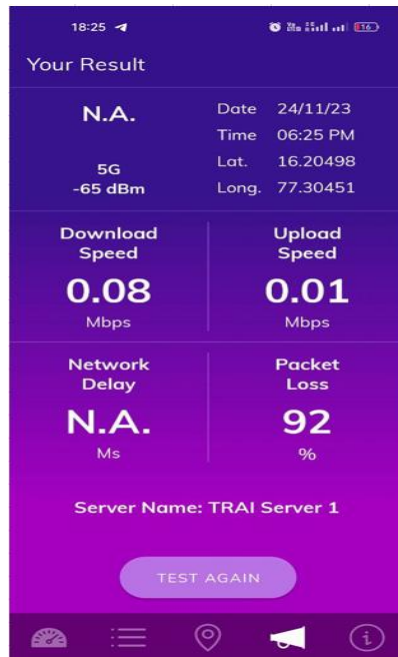 18:25
16
Your Result
N.A.
5G
-65 dBm
Date 24/11/23
Time 06:25 PM
Lat. 16.20498
Long. 77.30451
Download
Speed
0.08
Mbps
Upload
Speed
0.01
Mbps
Network
Delay
N.A.
Ms
Packet
Loss
92
%
Server Name: TRAI Server 1
TEST AGAIN